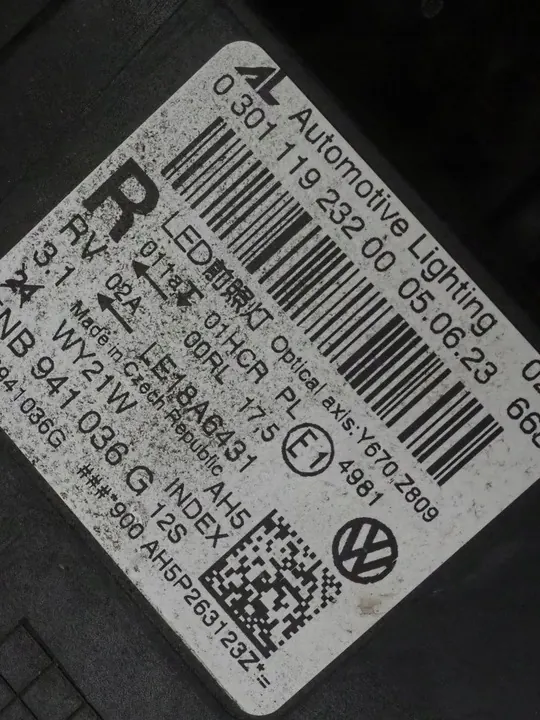 AL Automotive Lighting
0 301 119 232 00 05.06.23
LED前照灯 Optical axis: Y670,Z809
R 011a 01HCR PL E1 4981
RV 02A 00RL 17.5
3.1 LE18A6431 AH5
WY21W
Made in Czech Republic
NB 941 036 G INDEX
941036G 12S
###*900 AH5P263123Z*=